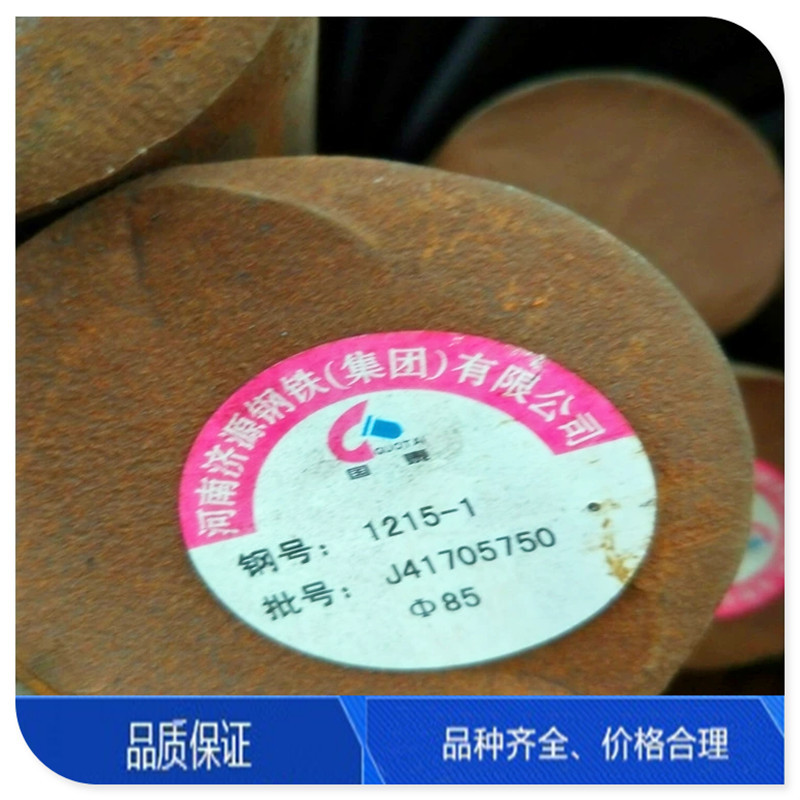 河南济源钢铁(集团)有限公司
GUOTAI
国泰
钢号： 1215-1
批号： J41705750
Φ85
品质保证
品种齐全、价格合理